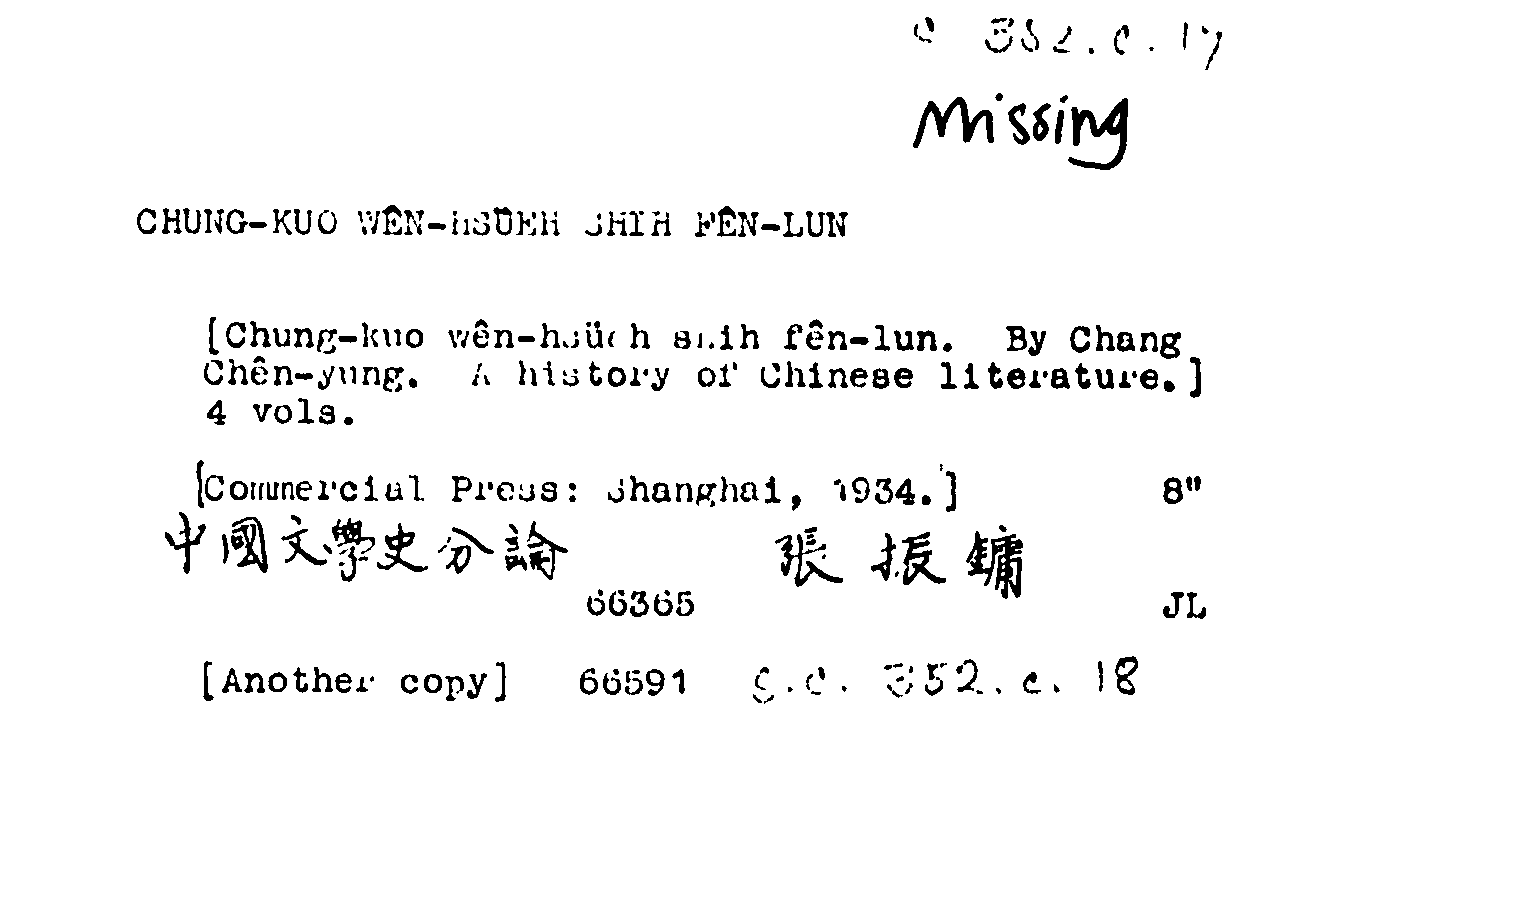 c 352.c.17
Missing
CHUNG-KUO WÊN-HSÜEH SHIH FÊN-LUN
[Chung-kuo wên-hsüeh shih fên-lun. By Chang
Chên-yung. A history of Chinese literature.]
4 vols.
[Commercial Press: Shanghai, 1934.] 8"
中國文學史分論 張振鏞
66365 JL
[Another copy] 66591 S.c. 352.c.18